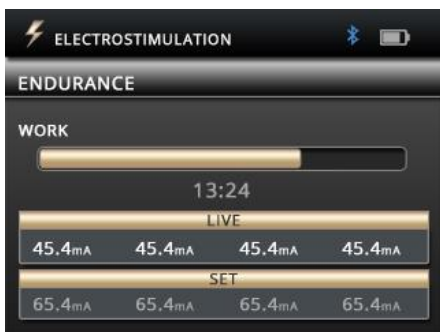 ELECTROSTIMULATION
ENDURANCE
WORK
13:24
LIVE
45.4mA 45.4mA 45.4mA 45.4mA
SET
65.4mA 65.4mA 65.4mA 65.4mA